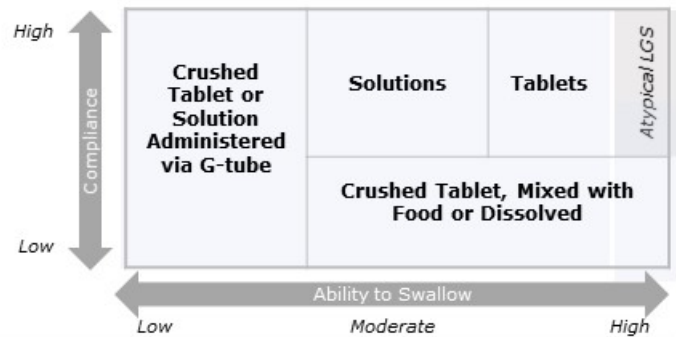 High
Compliance
Low
Crushed
Tablet or
Solution
Administered
via G-tube
Solutions
Tablets
Atypical LGS
Crushed Tablet, Mixed with
Food or Dissolved
Ability to Swallow
Low
Moderate
High